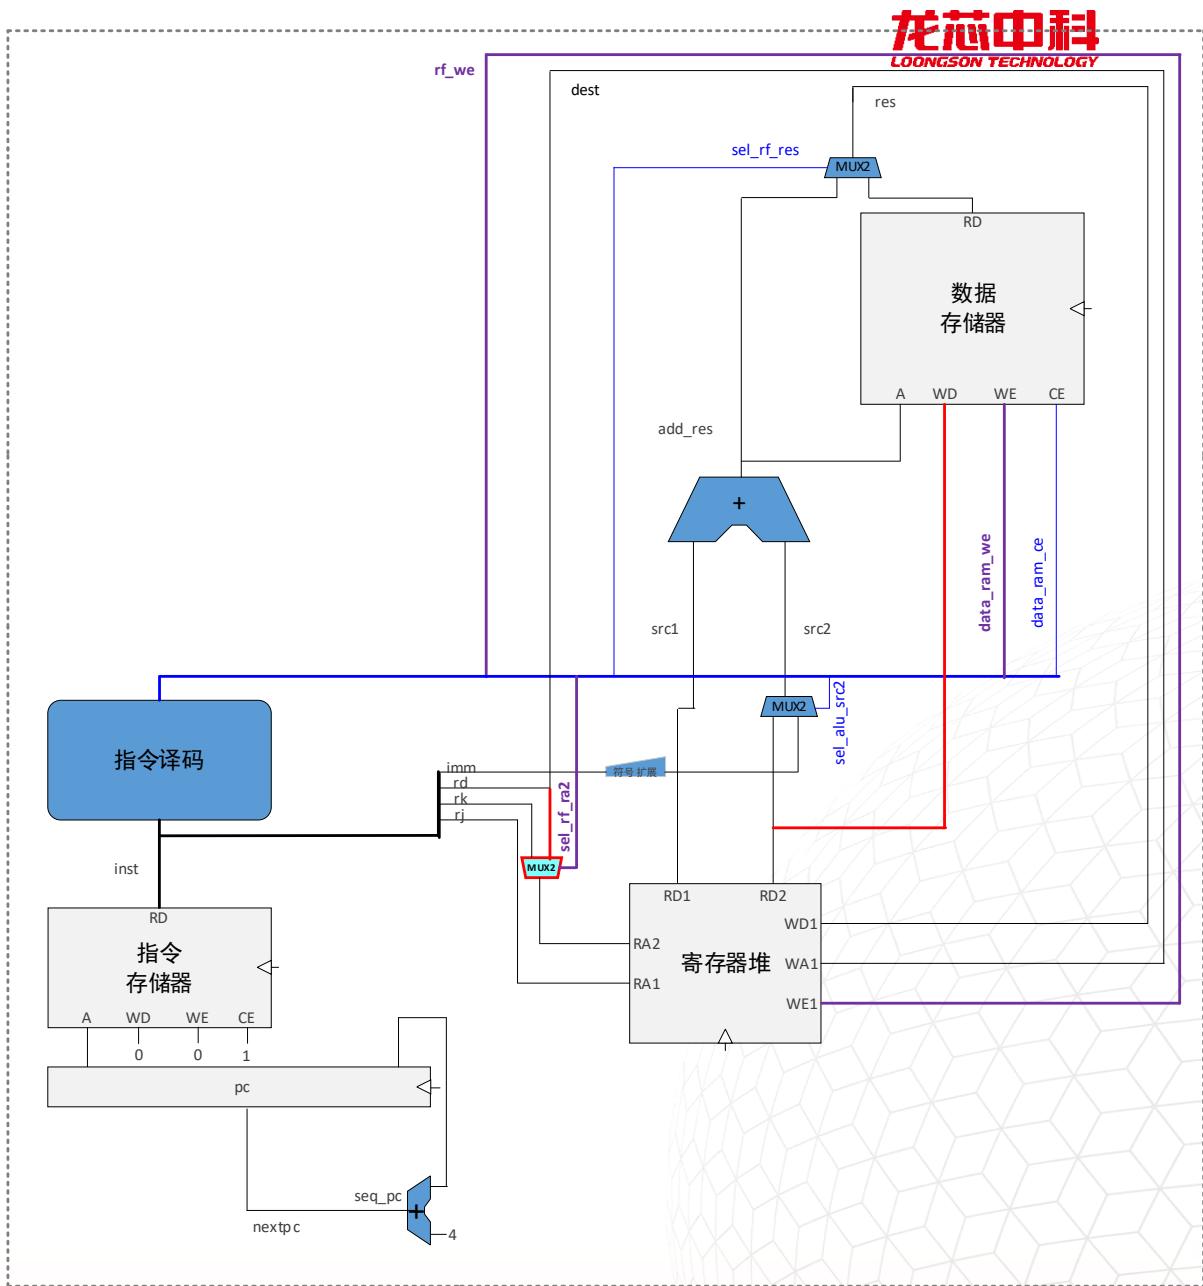 龙芯中科
LOONGSON TECHNOLOGY
rf_we
dest
res
sel_rf_res
MUX2
RD
数据
存储器
A WD WE CE
add_res
+
data_ram_we
data_ram_ce
src1
src2
MUX2
sel_alu_src2
指令译码
imm
符号扩展
rd
rk
rj
sel_rf_ra2
MUX2
inst
RD1
RD2
WD1
RA2
寄存器堆
WA1
RA1
WE1
RD
指令
存储器
A WD WE CE
0 0 1
pc
seq_pc
+
nextpc
4